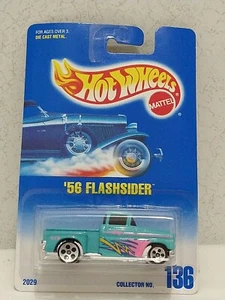 FOR AGES OVER 3.
DIE CAST METAL.
Hot Wheels
MATTEL
'56 FLASHSIDER
2029
COLLECTOR NO.
136